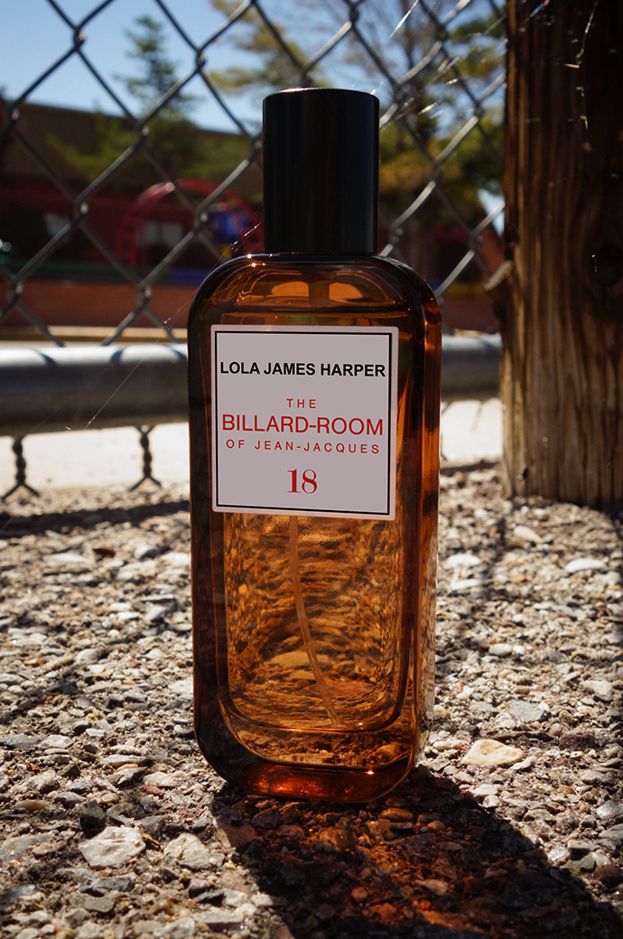 LOLA JAMES HARPER
THE
BILLARD-ROOM
OF JEAN-JACQUES
18